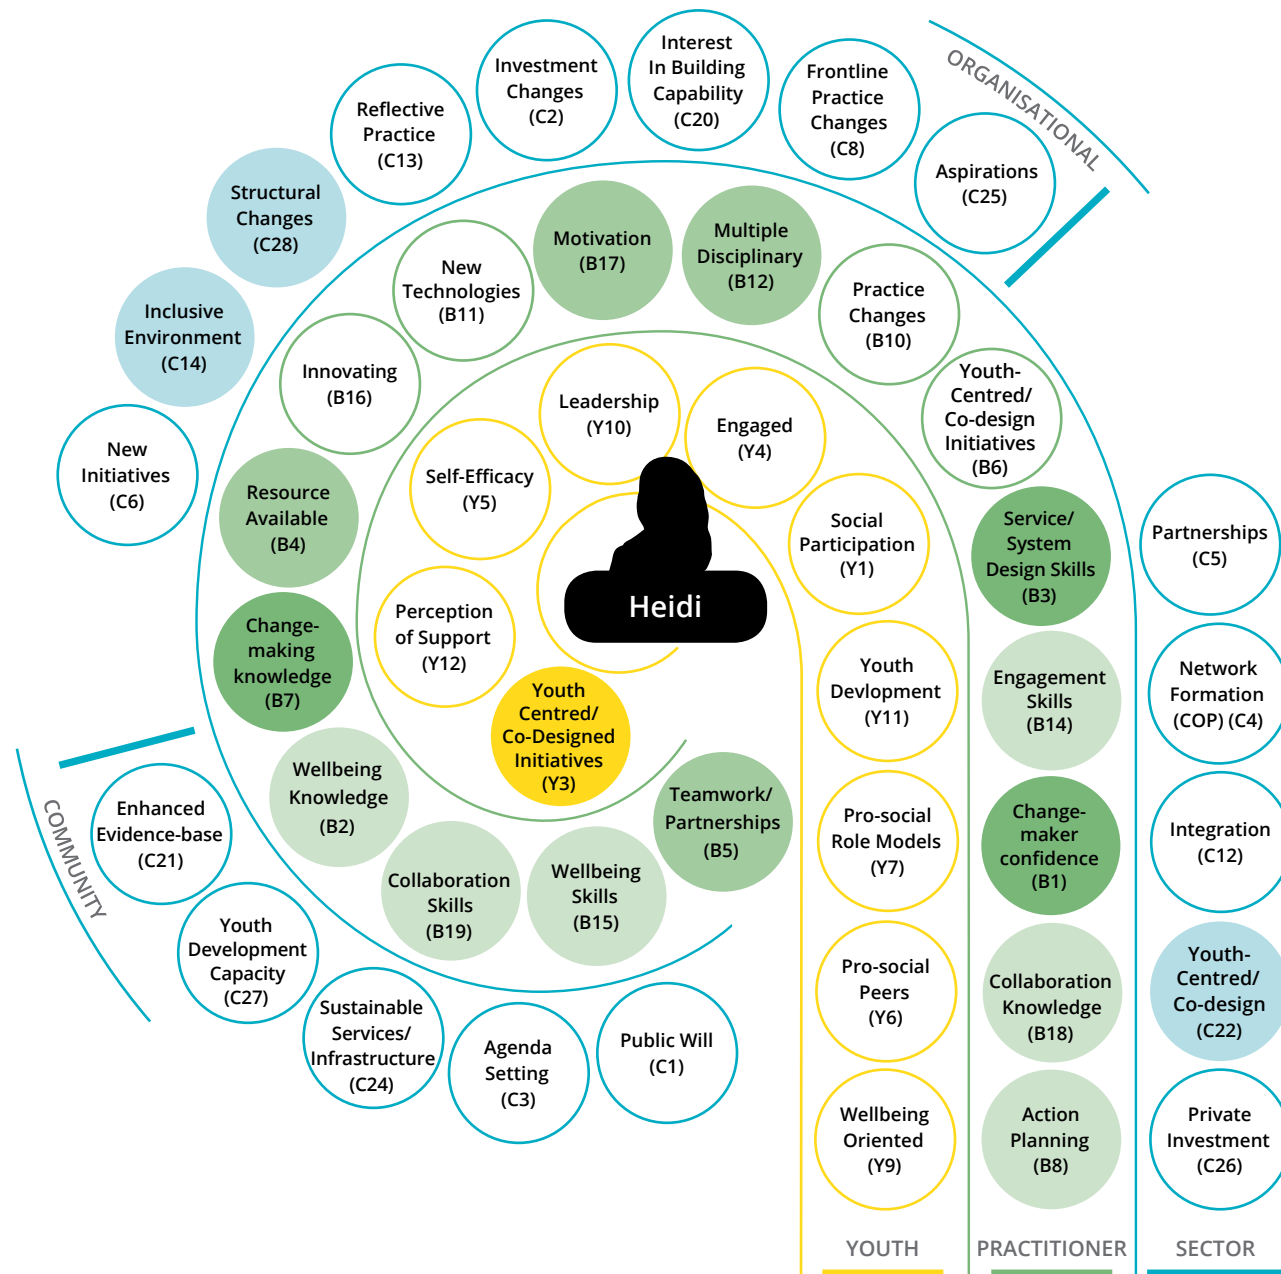 Interest
In Building
Capability
(C20)
Investment
Changes
(C2)
Frontline
Practice
Changes
(C8)
ORGANISATIONAL
Reflective
Practice
(C13)
Aspirations
(C25)
Structural
Changes
(C28)
Inclusive
Environment
(C14)
New
Initiatives
(C6)
Motivation
(B17)
Multiple
Disciplinary
(B12)
New
Technologies
(B11)
Practice
Changes
(B10)
Innovating
(B16)
Youth-
Centred/
Co-design
Initiatives
(B6)
Resource
Available
(B4)
Change-
making
knowledge
(B7)
Wellbeing
Knowledge
(B2)
Collaboration
Skills
(B19)
Wellbeing
Skills
(B15)
Teamwork/
Partnerships
(B5)
Leadership
(Y10)
Engaged
(Y4)
Self-Efficacy
(Y5)
Social
Participation
(Y1)
Perception
of Support
(Y12)
Heidi
Youth
Centred/
Co-Designed
Initiatives
(Y3)
Youth
Devlopment
(Y11)
Pro-social
Role Models
(Y7)
Pro-social
Peers
(Y6)
Wellbeing
Oriented
(Y9)
Service/
System
Design Skills
(B3)
Engagement
Skills
(B14)
Change-
maker
confidence
(B1)
Collaboration
Knowledge
(B18)
Action
Planning
(B8)
Partnerships
(C5)
Network
Formation
(COP) (C4)
Integration
(C12)
Youth-
Centred/
Co-design
(C22)
Private
Investment
(C26)
COMMUNITY
Enhanced
Evidence-base
(C21)
Youth
Development
Capacity
(C27)
Sustainable
Services/
Infrastructure
(C24)
Agenda
Setting
(C3)
Public Will
(C1)
YOUTH
PRACTITIONER
SECTOR